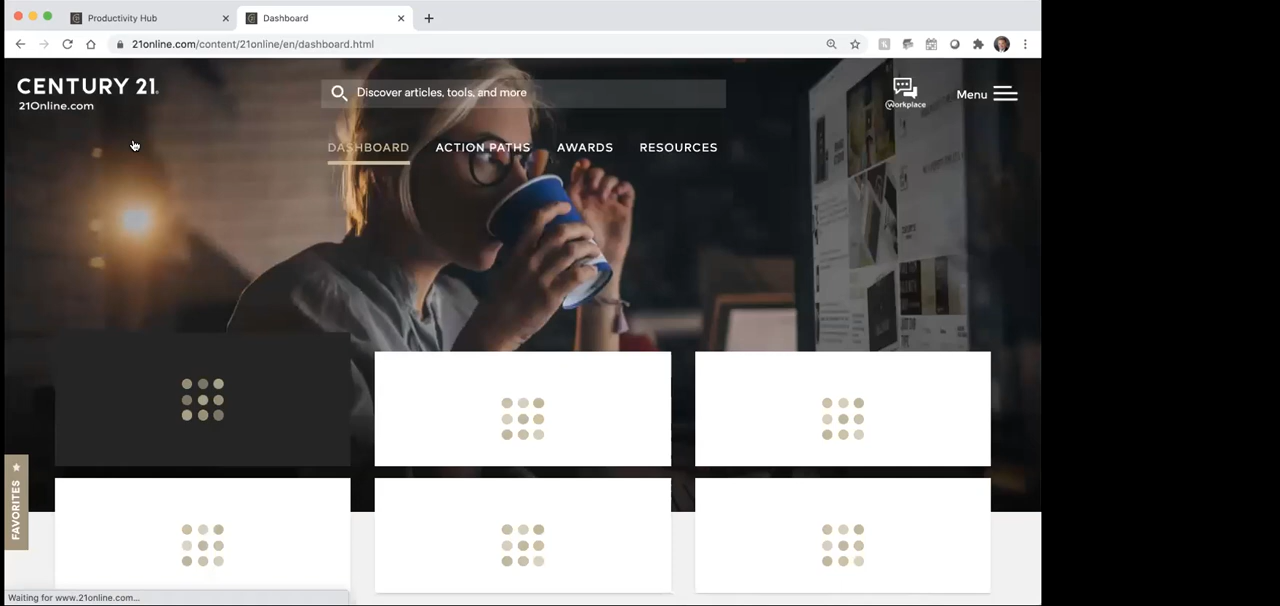 Productivity Hub
Dashboard
21online.com/content/21online/en/dashboard.html
CENTURY 21.
21Online.com
Discover articles, tools, and more
Workplace
Menu
DASHBOARD
ACTION PATHS
AWARDS
RESOURCES
FAVORITES
Waiting for www.21online.com...